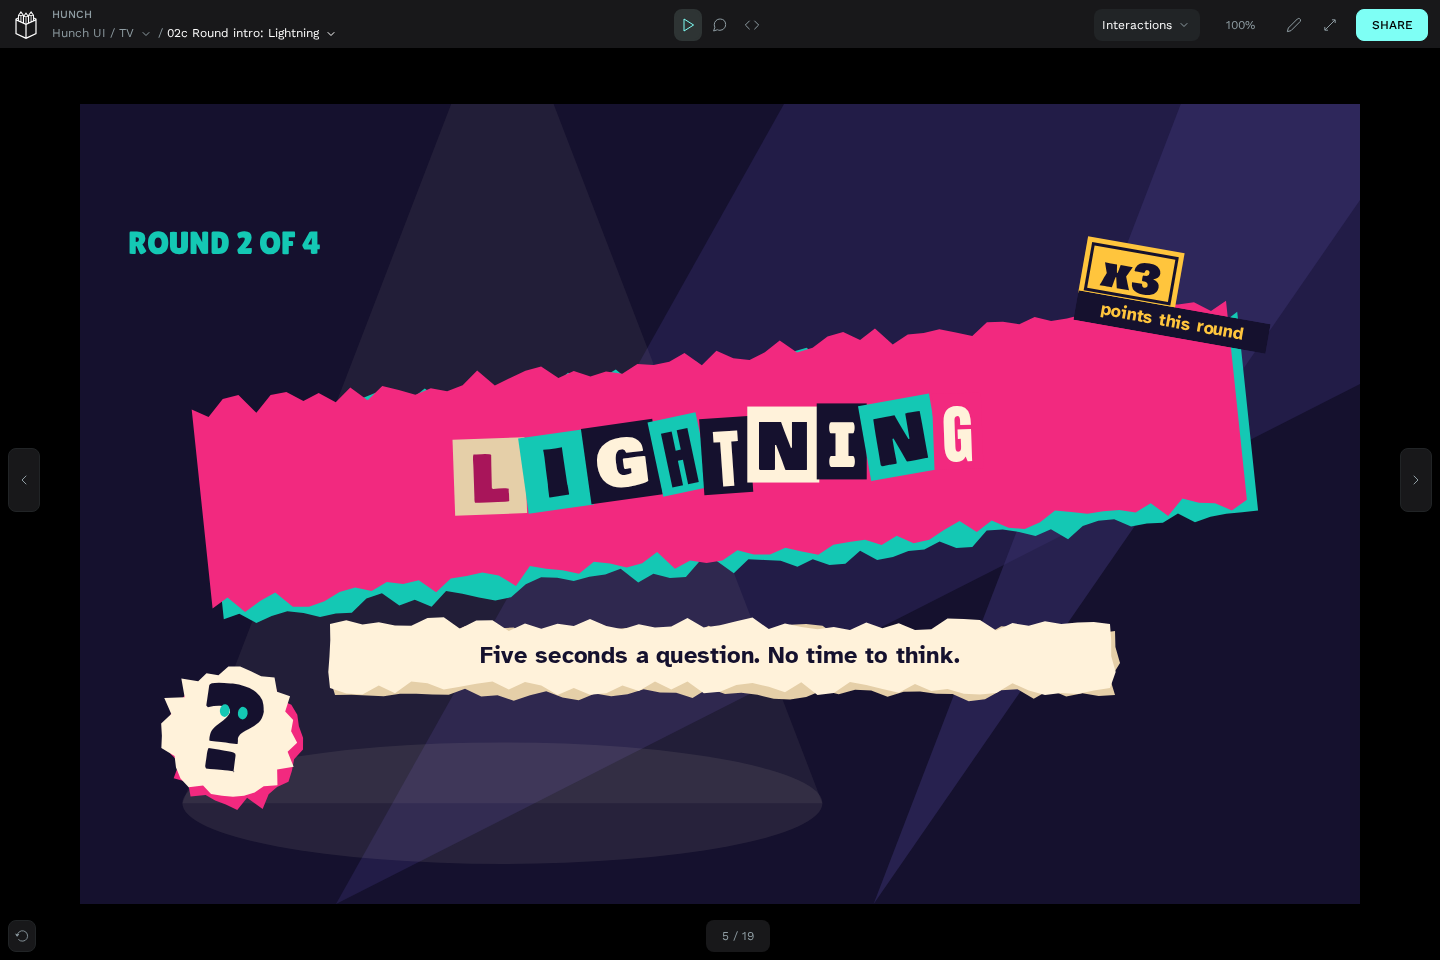 HUNCH
Hunch UI / TV / 02c Round intro: Lightning
Interactions
100%
SHARE
ROUND 2 OF 4
x3
points this round
LIGHTNING
Five seconds a question. No time to think.
?
5 / 19